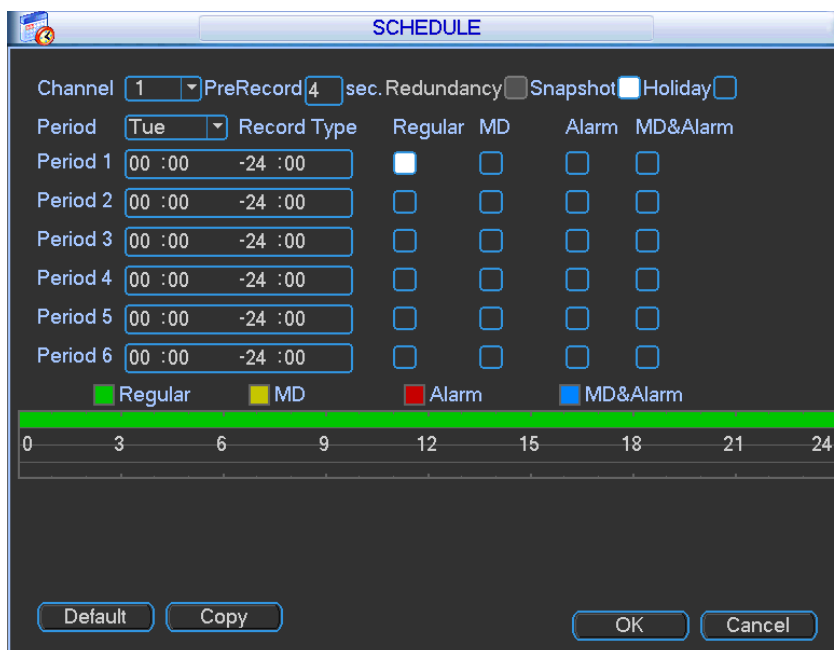 SCHEDULE
Channel 1 PreRecord 4 sec. Redundancy Snapshot Holiday
Period Tue Record Type Regular MD Alarm MD&Alarm
Period 1 00 :00 -24 :00
Period 2 00 :00 -24 :00
Period 3 00 :00 -24 :00
Period 4 00 :00 -24 :00
Period 5 00 :00 -24 :00
Period 6 00 :00 -24 :00
Regular MD Alarm MD&Alarm
0 3 6 9 12 15 18 21 24
Default Copy OK Cancel